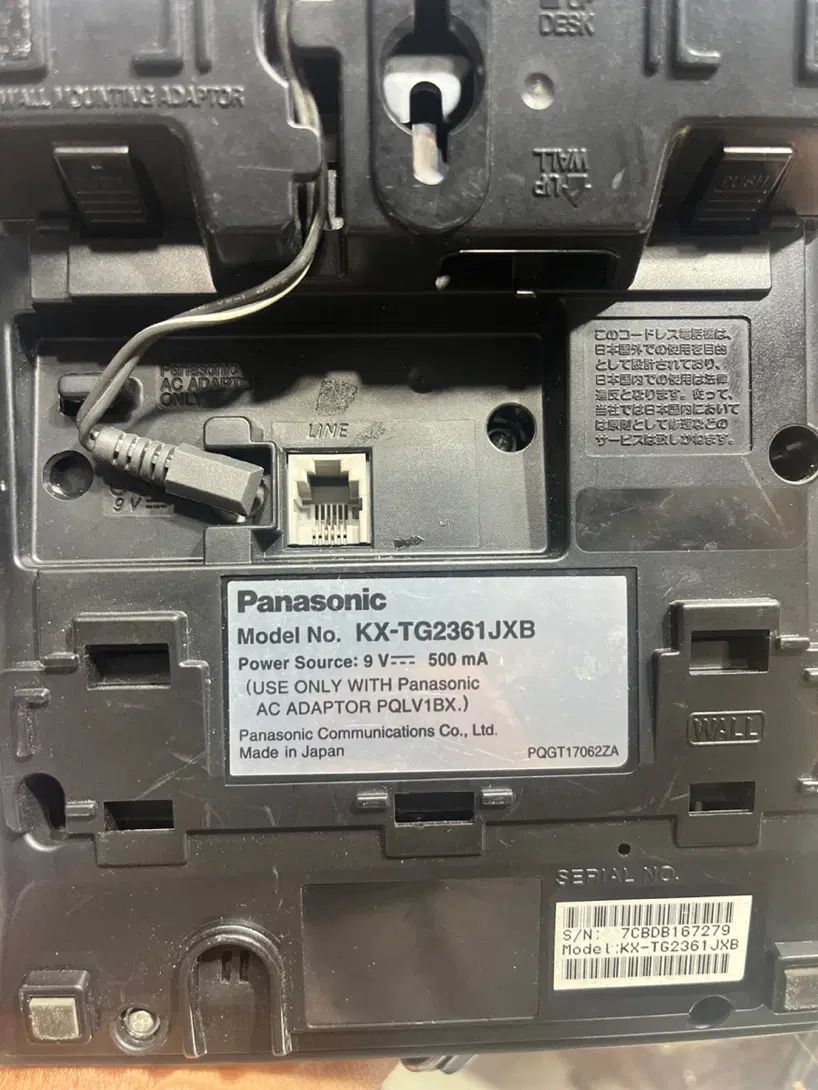 UP
DESK
WALL MOUNTING ADAPTOR
UP
WALL
PUSH
Panasonic
AC ADAPT
ONLY
LINE
9 V
このコードレス電話機は、
日本国外での使用を目的
として設計されており、
日本国内での使用は法律
違反となります。従って、
当社では日本国内において
は原則として修理などの
サービスは致しかねます。
Panasonic
Model No. KX-TG2361JXB
Power Source: 9 V⎓ 500 mA
(USE ONLY WITH Panasonic
AC ADAPTOR PQLV1BX.)
Panasonic Communications Co., Ltd.
Made in Japan
PQGT17062ZA
WALL
SERIAL NO.
S/N: 7CBDB167279
Model:KX-TG2361JXB